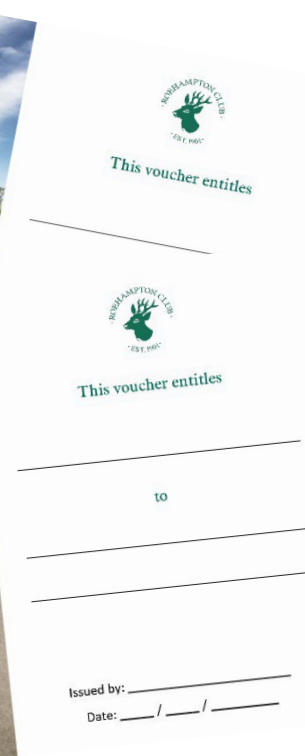 ROEHAMPTON CLUB
·EST. 1901·
This voucher entitles
ROEHAMPTON CLUB
·EST. 1901·
This voucher entitles
to
Issued by:
Date: / /